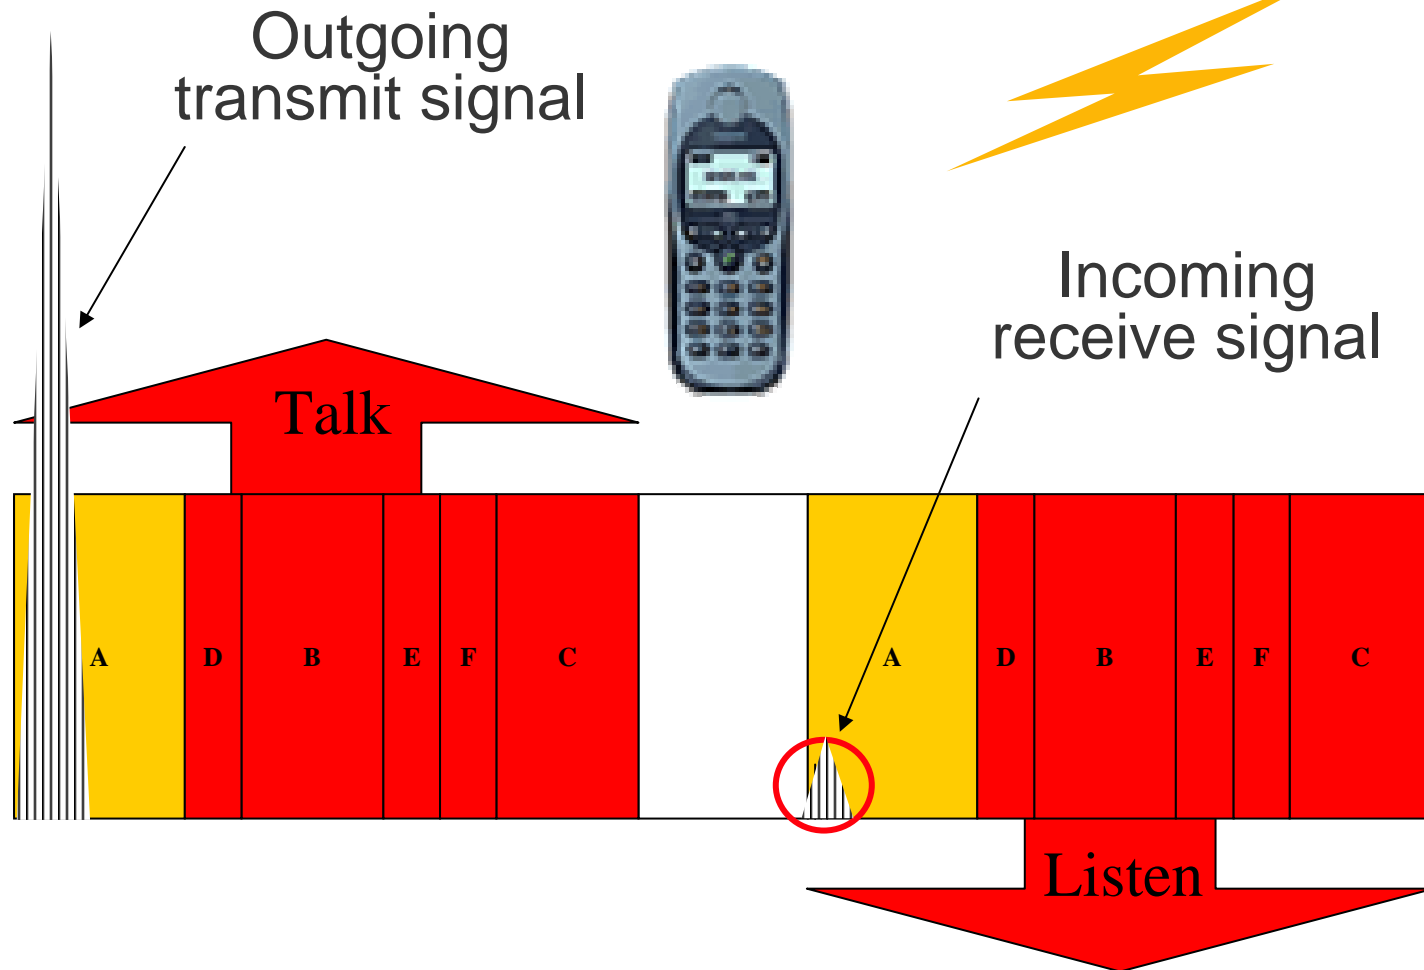 Outgoing
transmit signal
Incoming
receive signal
Talk
A D B E F C
A D B E F C
Listen